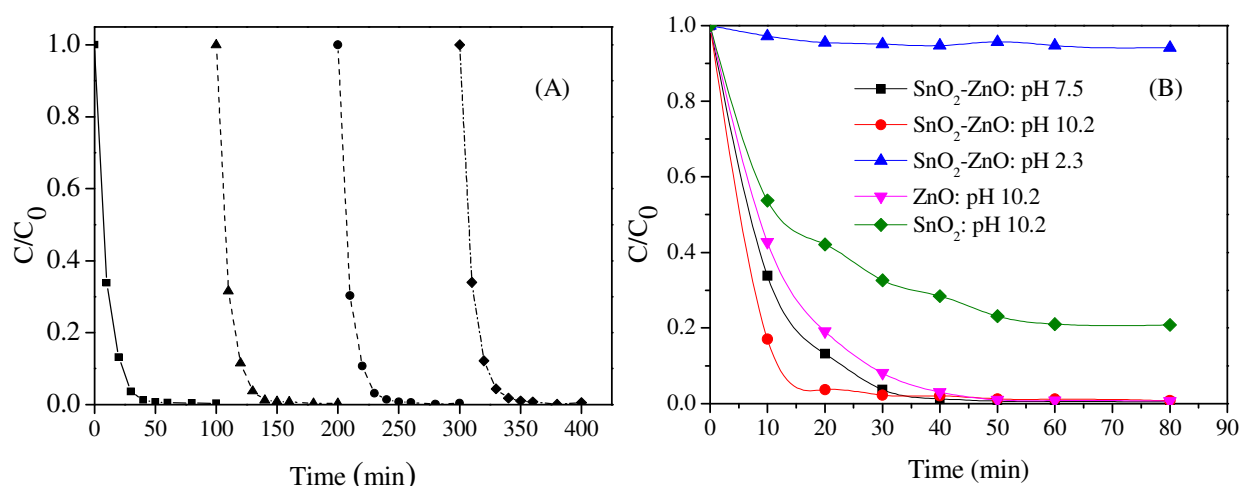 (A)
C/C0
1.0
0.8
0.6
0.4
0.2
0.0
0 50 100 150 200 250 300 350 400
Time (min)
(B)
C/C0
1.0
0.8
0.6
0.4
0.2
0.0
SnO2-ZnO: pH 7.5
SnO2-ZnO: pH 10.2
SnO2-ZnO: pH 2.3
ZnO: pH 10.2
SnO2: pH 10.2
0 10 20 30 40 50 60 70 80 90
Time (min)